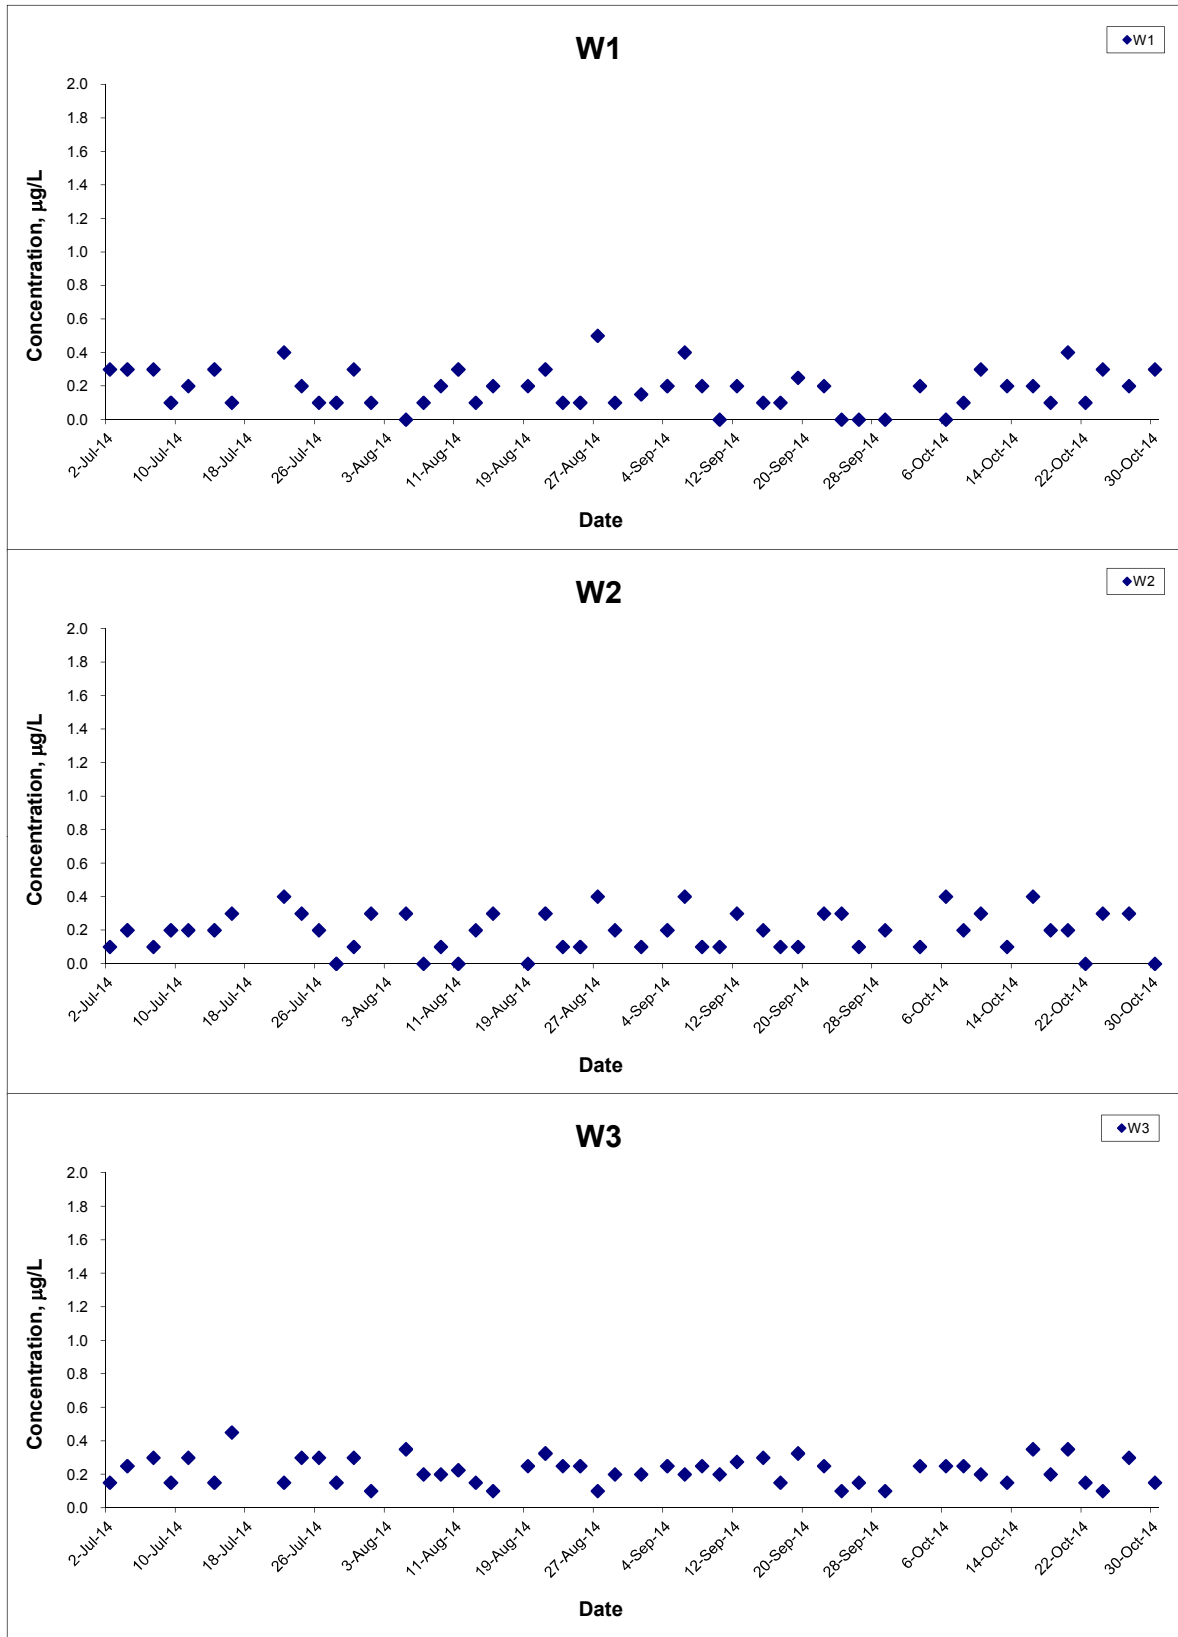 W1
W1
2.0
1.8
1.6
1.4
1.2
1.0
0.8
0.6
0.4
0.2
0.0
Concentration, µg/L
2-Jul-14
10-Jul-14
18-Jul-14
26-Jul-14
3-Aug-14
11-Aug-14
19-Aug-14
27-Aug-14
4-Sep-14
12-Sep-14
20-Sep-14
28-Sep-14
6-Oct-14
14-Oct-14
22-Oct-14
30-Oct-14
Date
W2
W2
2.0
1.8
1.6
1.4
1.2
1.0
0.8
0.6
0.4
0.2
0.0
Concentration, µg/L
2-Jul-14
10-Jul-14
18-Jul-14
26-Jul-14
3-Aug-14
11-Aug-14
19-Aug-14
27-Aug-14
4-Sep-14
12-Sep-14
20-Sep-14
28-Sep-14
6-Oct-14
14-Oct-14
22-Oct-14
30-Oct-14
Date
W3
W3
2.0
1.8
1.6
1.4
1.2
1.0
0.8
0.6
0.4
0.2
0.0
Concentration, µg/L
2-Jul-14
10-Jul-14
18-Jul-14
26-Jul-14
3-Aug-14
11-Aug-14
19-Aug-14
27-Aug-14
4-Sep-14
12-Sep-14
20-Sep-14
28-Sep-14
6-Oct-14
14-Oct-14
22-Oct-14
30-Oct-14
Date